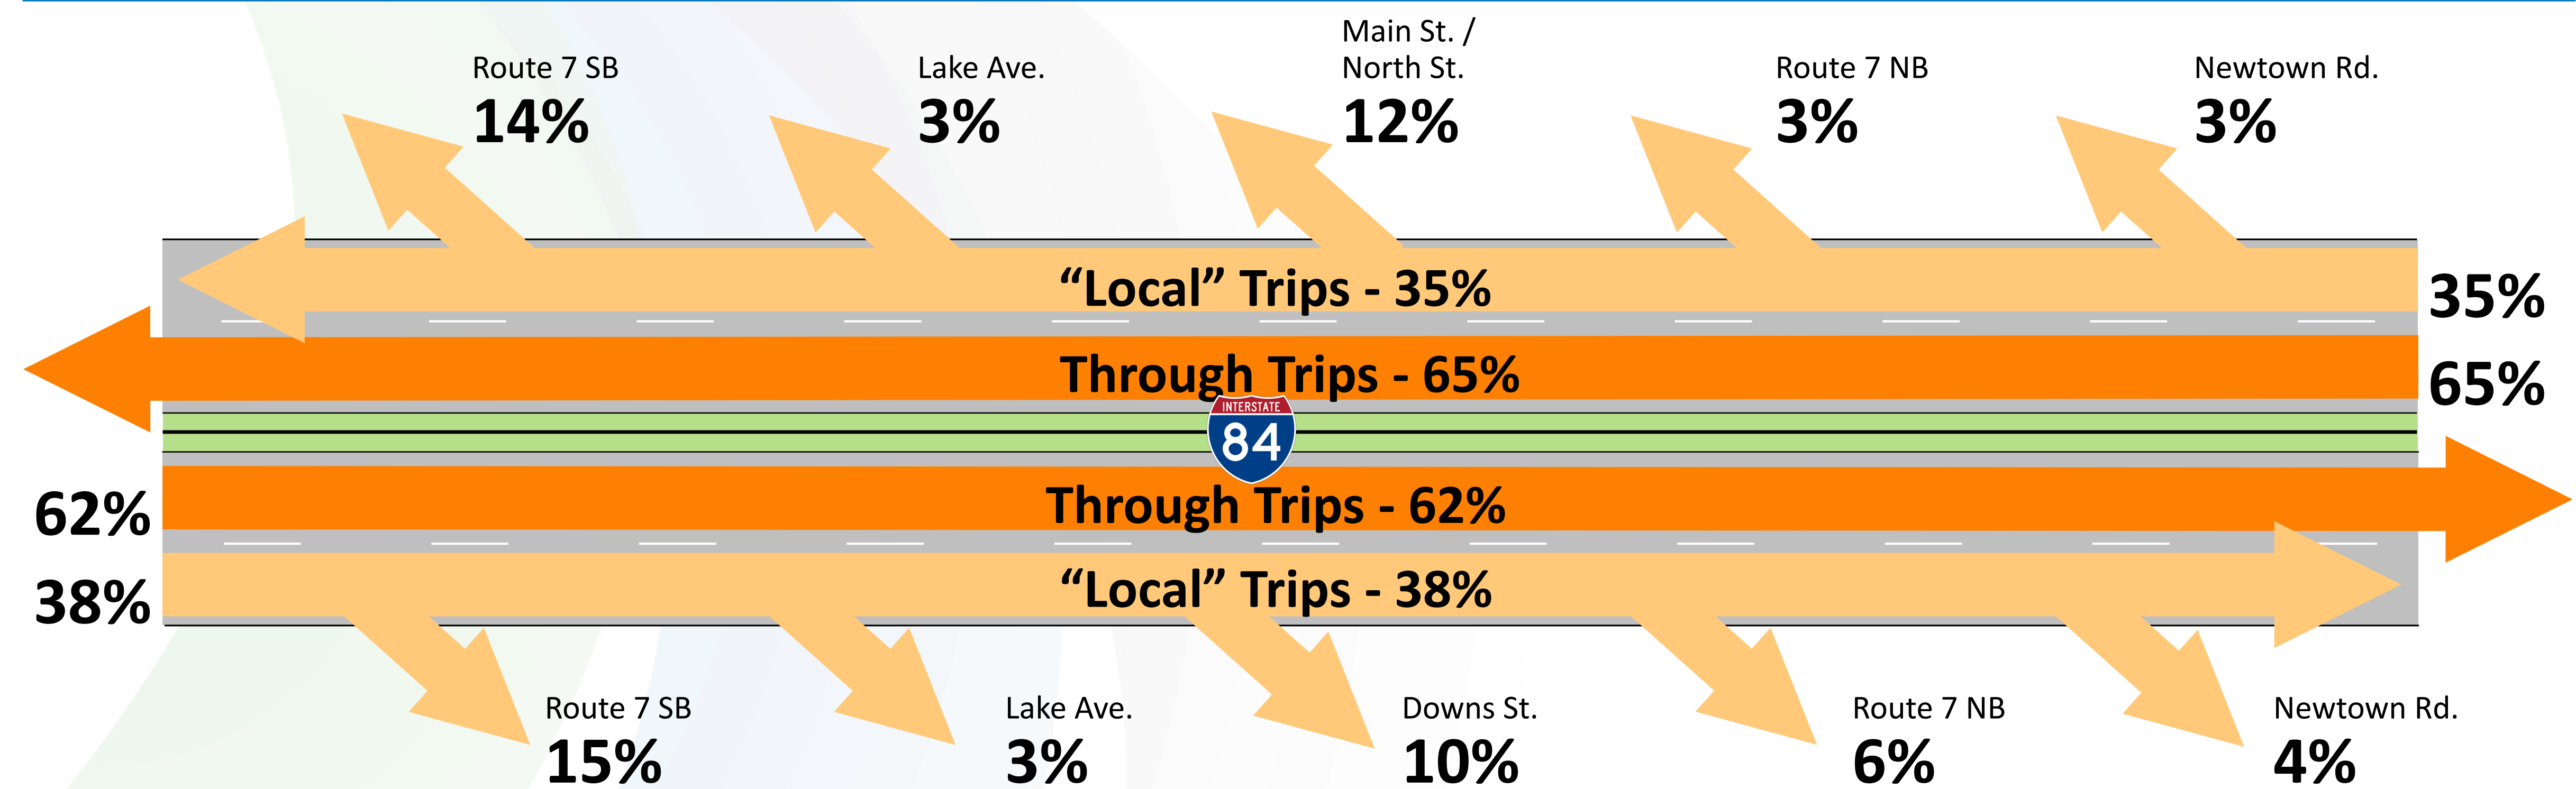 Route 7 SB
14%
Lake Ave.
3%
Main St. /
North St.
12%
Route 7 NB
3%
Newtown Rd.
3%
“Local” Trips - 35%
35%
Through Trips - 65%
65%
INTERSTATE
84
62%
Through Trips - 62%
38%
“Local” Trips - 38%
Route 7 SB
15%
Lake Ave.
3%
Downs St.
10%
Route 7 NB
6%
Newtown Rd.
4%